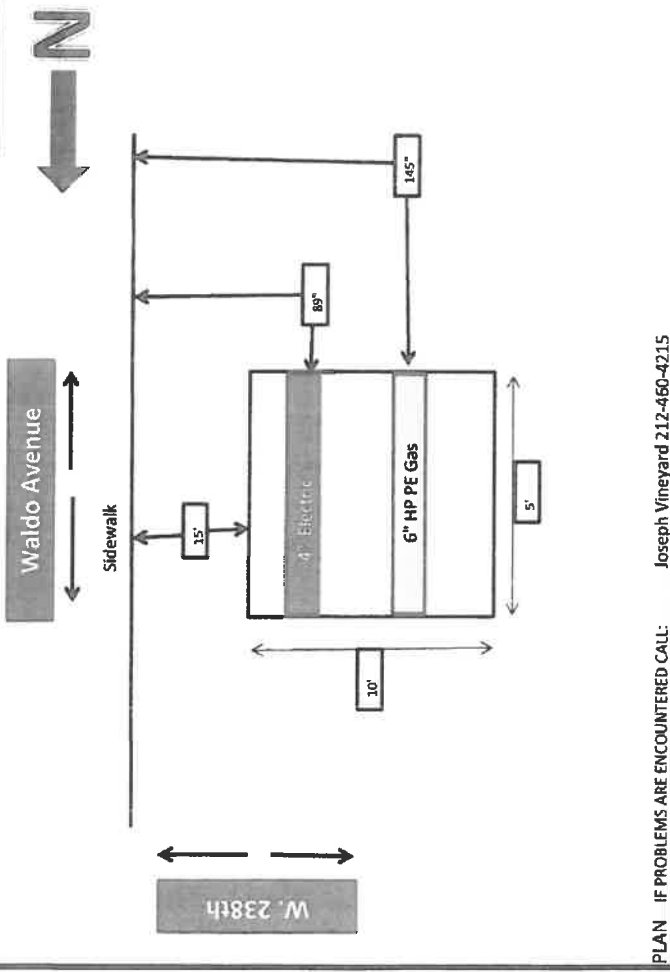 N
Waldo Avenue
Sidewalk
15'
89"
145"
4" Electric
6" HP PE Gas
10'
5'
W. 238th
PLAN IF PROBLEMS ARE ENCOUNTERED CALL: Joseph Vineyard 212-460-4215